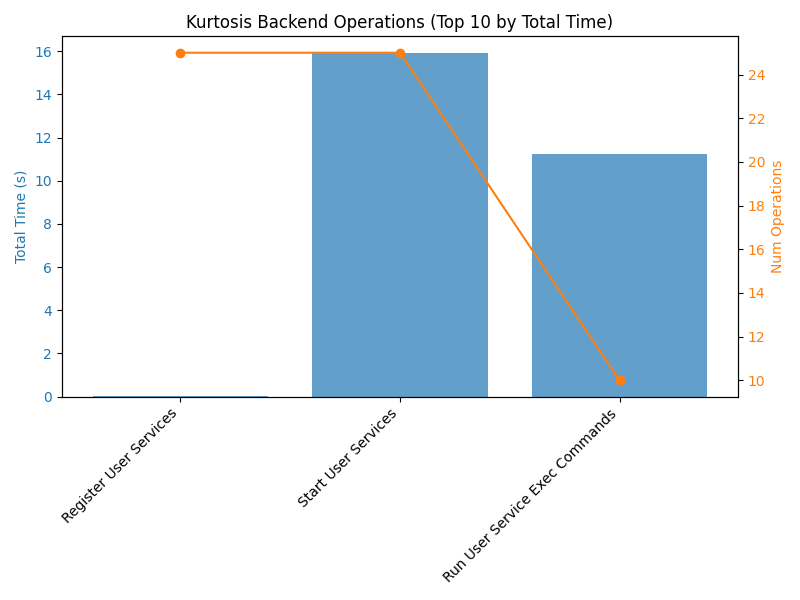 Kurtosis Backend Operations (Top 10 by Total Time)
Total Time (s)
16
14
12
10
8
6
4
2
0
24
22
20
18
16
14
12
10
Num Operations
Register User Services
Start User Services
Run User Service Exec Commands